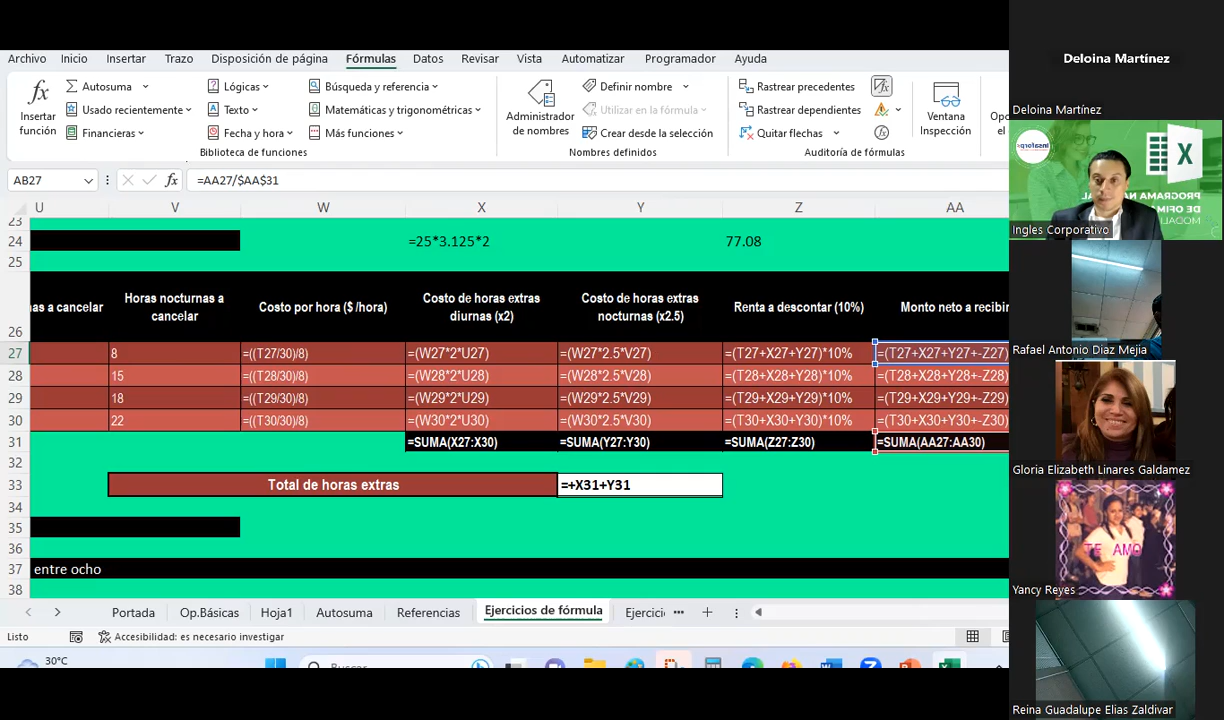 Archivo Inicio Insertar Trazo Disposición de página Fórmulas Datos Revisar Vista Automatizar Programador Ayuda
fx Insertar función
Autosuma
Usado recientemente
Financieras
Lógicas
Texto
Fecha y hora
Búsqueda y referencia
Matemáticas y trigonométricas
Más funciones
Biblioteca de funciones
Administrador de nombres
Definir nombre
Utilizar en la fórmula
Crear desde la selección
Nombres definidos
Rastrear precedentes
Rastrear dependientes
Quitar flechas
Auditoría de fórmulas
Ventana Inspección
AB27 fx =AA27/$AA$31
U V W X Y Z AA
23
24 =25*3.125*2 77.08
25
26 as a cancelar Horas nocturnas a cancelar Costo por hora ($ /hora) Costo de horas extras diurnas (x2) Costo de horas extras nocturnas (x2.5) Renta a descontar (10%) Monto neto a recibir
27 8 =((T27/30)/8) =(W27*2*U27) =(W27*2.5*V27) =(T27+X27+Y27)*10% =(T27+X27+Y27+-Z27)
28 15 =((T28/30)/8) =(W28*2*U28) =(W28*2.5*V28) =(T28+X28+Y28)*10% =(T28+X28+Y28+-Z28)
29 18 =((T29/30)/8) =(W29*2*U29) =(W29*2.5*V29) =(T29+X29+Y29)*10% =(T29+X29+Y29+-Z29)
30 22 =((T30/30)/8) =(W30*2*U30) =(W30*2.5*V30) =(T30+X30+Y30)*10% =(T30+X30+Y30+-Z30)
31 =SUMA(X27:X30) =SUMA(Y27:Y30) =SUMA(Z27:Z30) =SUMA(AA27:AA30)
32
33 Total de horas extras =+X31+Y31
34
35
36
37 entre ocho
38
Portada Op.Básicas Hoja1 Autosuma Referencias Ejercicios de fórmula Ejercici
Listo Accesibilidad: es necesario investigar
30°C Buscar
Deloina Martínez
Deloina Martínez
Insaforp
PROGRAMA NACIONAL
DE OFIMÁ
Ingles Corporativo
Rafael Antonio Diaz Mejia
Gloria Elizabeth Linares Galdamez
TE AMO
Yancy Reyes
Reina Guadalupe Elias Zaldivar